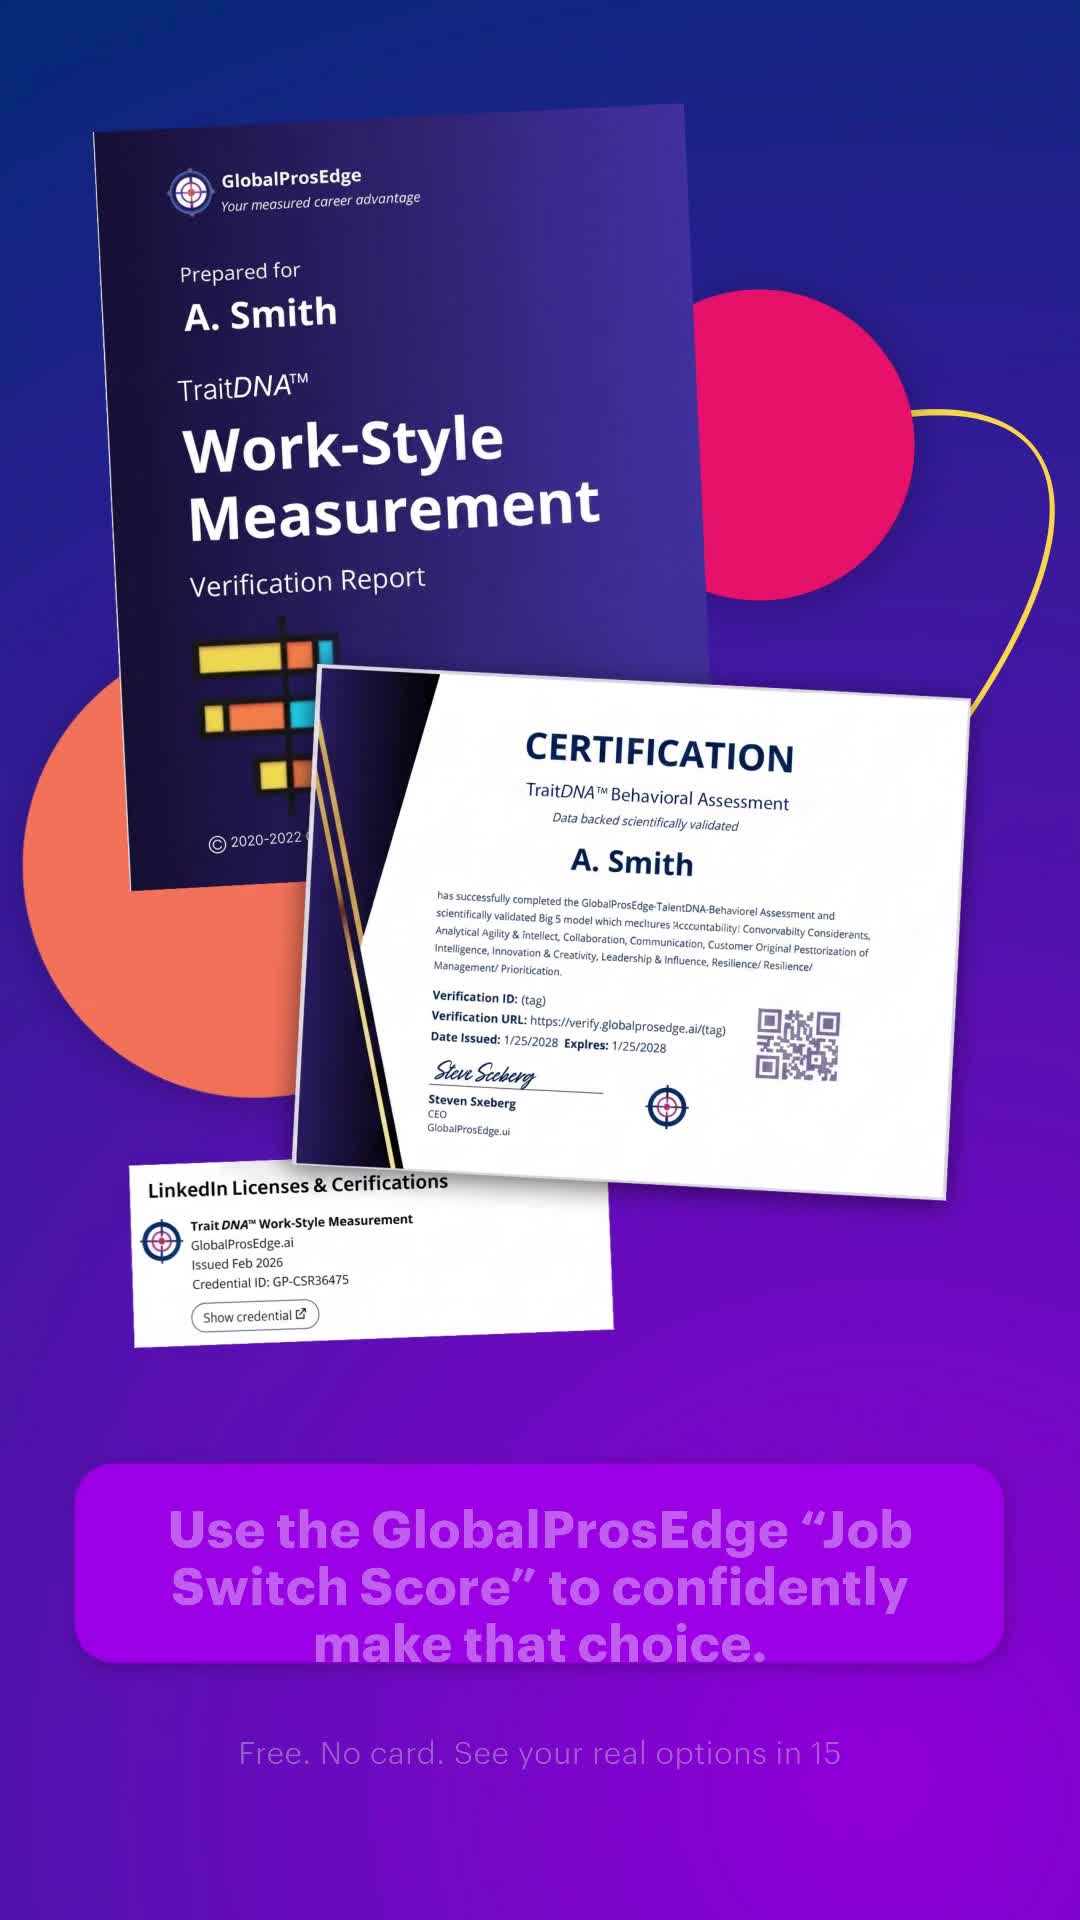 GlobalProsEdge
Your measured career advantage
Prepared for
A. Smith
TraitDNA™
Work-Style
Measurement
Verification Report
© 2020-2022
CERTIFICATION
TraitDNA™ Behavioral Assessment
Data backed scientifically validated
A. Smith
has successfully completed the GlobalProsEdge-TalentDNA-Behaviorel Assessment and
scientifically validated Big 5 model which Convorvabilty Considerants,
Analytical Agility & Intellect, Collaboration, Communication, Customer Original Pesttorization of
Intelligence, Innovation & Creativity, Leadership & Influence, Resilience/ Resilience/
Management/ Prioritication.
Verification ID: (tag)
Verification URL: https://verify.globalprosedge.ai/(tag)
Date Issued: 1/25/2028 Expires: 1/25/2028
Steven Sxeberg
CEO
GlobalProsEdge.ui
LinkedIn Licenses & Cerifications
TraitDNA™ Work-Style Measurement
GlobalProsEdge.ai
Issued Feb 2026
Credential ID: GP-CSR36475
Show credential
Use the GlobalProsEdge “Job
Switch Score” to confidently
make that choice.
Free. No card. See your real options in 15